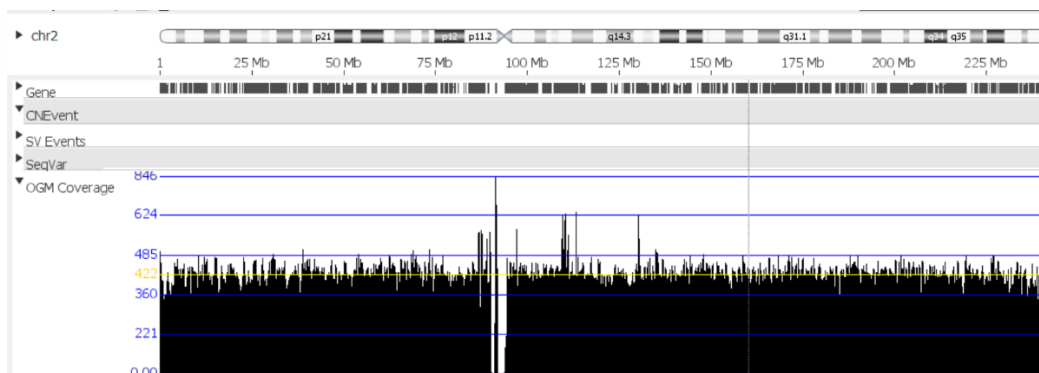 chr2
p21 p12 p11.2 q14.3 q31.1 q34 q35
1 25 Mb 50 Mb 75 Mb 100 Mb 125 Mb 150 Mb 175 Mb 200 Mb 225 Mb
Gene
CNEvent
SV Events
SeqVar
OGM Coverage
846
624
485
422
360
221
0.00